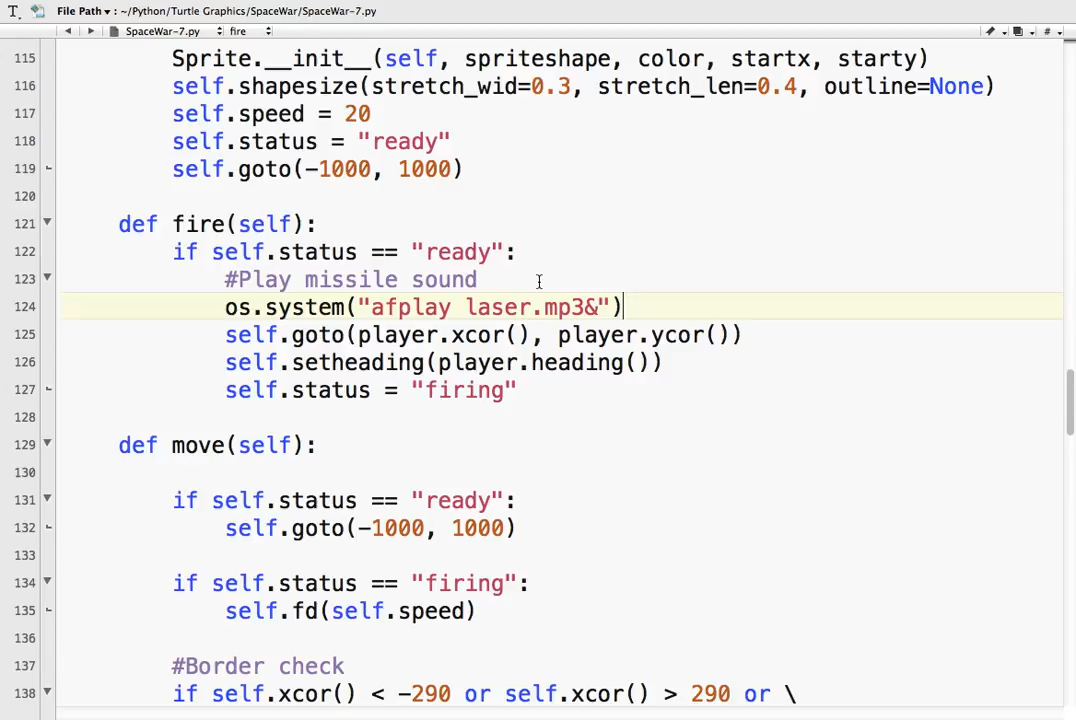 File Path ▾ : ~/Python/Turtle Graphics/SpaceWar/SpaceWar-7.py
SpaceWar-7.py fire
115 Sprite.__init__(self, spriteshape, color, startx, starty)
116 self.shapesize(stretch_wid=0.3, stretch_len=0.4, outline=None)
117 self.speed = 20
118 self.status = "ready"
119 self.goto(-1000, 1000)
120
121 def fire(self):
122 if self.status == "ready":
123 #Play missile sound
124 os.system("afplay laser.mp3&")
125 self.goto(player.xcor(), player.ycor())
126 self.setheading(player.heading())
127 self.status = "firing"
128
129 def move(self):
130
131 if self.status == "ready":
132 self.goto(-1000, 1000)
133
134 if self.status == "firing":
135 self.fd(self.speed)
136
137 #Border check
138 if self.xcor() < -290 or self.xcor() > 290 or \